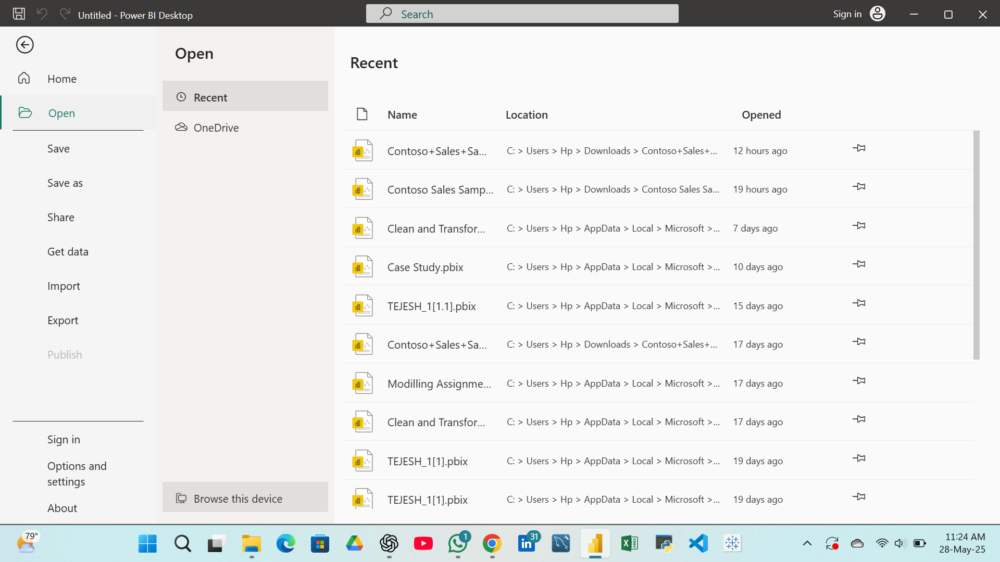 Untitled - Power BI Desktop
Search
Sign in
Home
Open
Save
Save as
Share
Get data
Import
Export
Publish
Sign in
Options and
settings
About
Open
Recent
OneDrive
Browse this device
Recent
Name Location Opened
Contoso+Sales+Sa... C: > Users > Hp > Downloads > Contoso+Sales+... 12 hours ago
Contoso Sales Samp... C: > Users > Hp > Downloads > Contoso Sales Sa... 19 hours ago
Clean and Transfor... C: > Users > Hp > AppData > Local > Microsoft >... 7 days ago
Case Study.pbix C: > Users > Hp > AppData > Local > Microsoft >... 10 days ago
TEJESH_1[1.1].pbix C: > Users > Hp > AppData > Local > Microsoft >... 15 days ago
Contoso+Sales+Sa... C: > Users > Hp > Downloads > Contoso+Sales+... 17 days ago
Modilling Assignme... C: > Users > Hp > AppData > Local > Microsoft >... 17 days ago
Clean and Transfor... C: > Users > Hp > AppData > Local > Microsoft >... 17 days ago
TEJESH_1[1].pbix C: > Users > Hp > AppData > Local > Microsoft >... 19 days ago
TEJESH_1[1].pbix C: > Users > Hp > AppData > Local > Microsoft >... 19 days ago
79°
1
31
11:24 AM
28-May-25